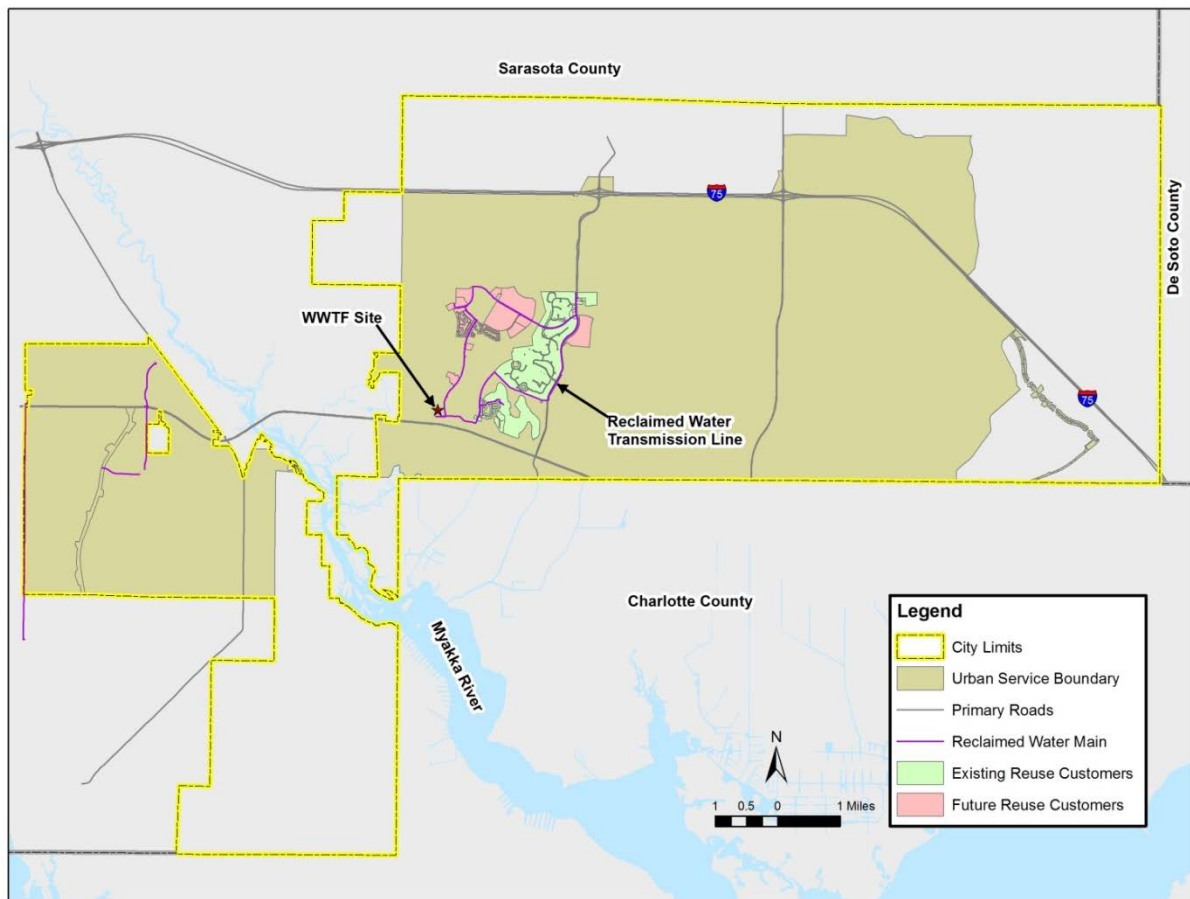 Sarasota County
75
De Soto County
WWTF Site
75
Reclaimed Water
Transmission Line
Charlotte County
Myakka River
N
1 0.5 0 1 Miles
Legend
City Limits
Urban Service Boundary
Primary Roads
Reclaimed Water Main
Existing Reuse Customers
Future Reuse Customers